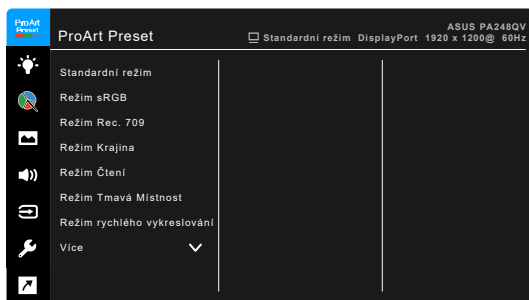 ProArt
Preset
ProArt Preset
ASUS PA248QV
Standardní režim DisplayPort 1920 x 1200@ 60Hz
Standardní režim
Režim sRGB
Režim Rec. 709
Režim Krajina
Režim Čtení
Režim Tmavá Místnost
Režim rychlého vykreslování
Více